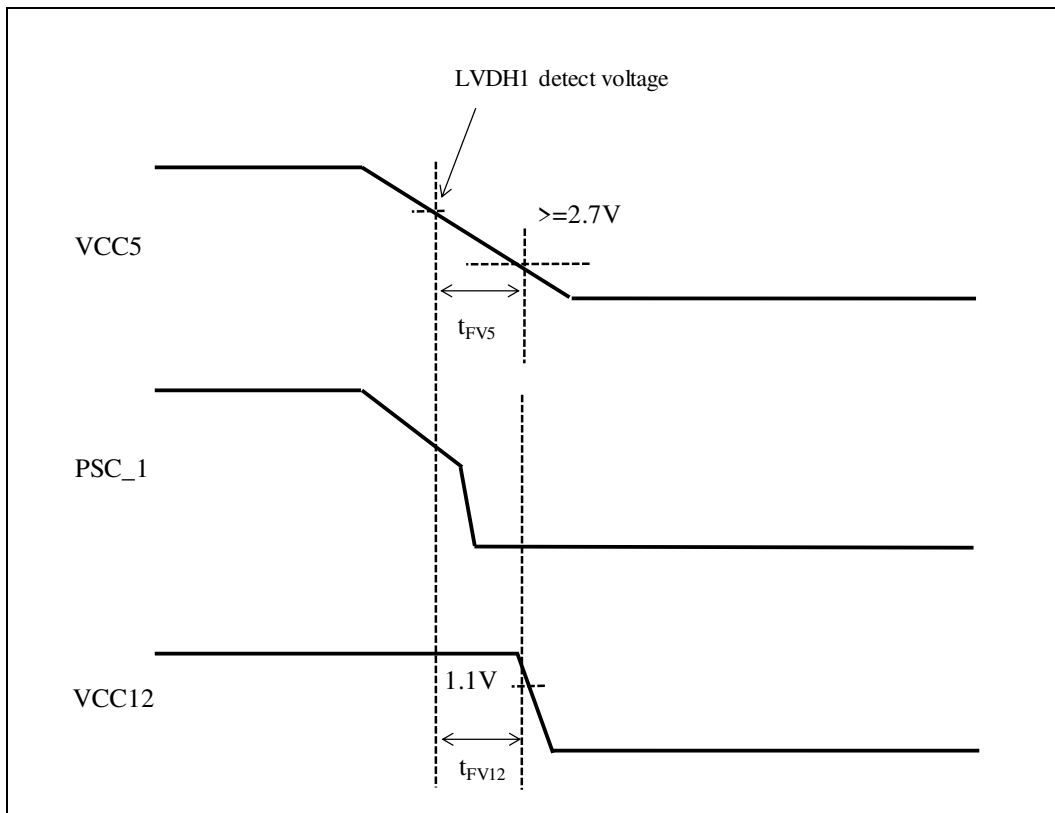 LVDH1 detect voltage
>=2.7V
VCC5
tFV5
PSC_1
1.1V
VCC12
tFV12